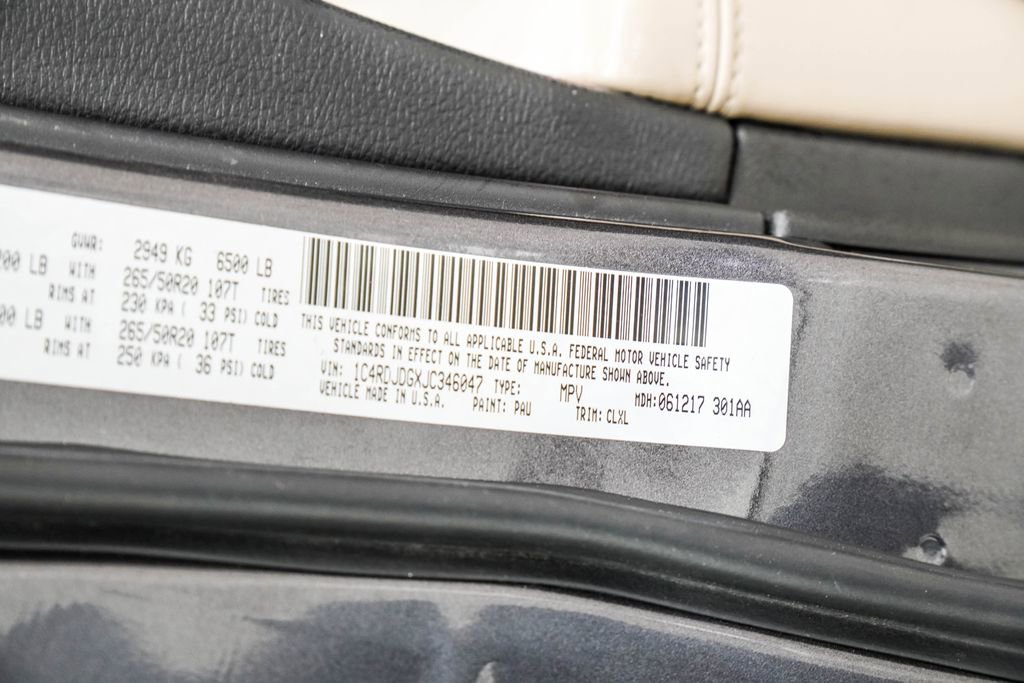 GVWR: 2949 KG 6500 LB
00 LB WITH 265/50R20 107T TIRES
RIMS AT 230 KPA ( 33 PSI) COLD
00 LB WITH 265/50R20 107T TIRES
RIMS AT 250 KPA ( 36 PSI) COLD
THIS VEHICLE CONFORMS TO ALL APPLICABLE U.S.A. FEDERAL MOTOR VEHICLE SAFETY
STANDARDS IN EFFECT ON THE DATE OF MANUFACTURE SHOWN ABOVE.
VIN: 1C4RDJDGXJC346047 TYPE: MPV MDH:061217 301AA
VEHICLE MADE IN U.S.A. PAINT: PAU TRIM: CLXL